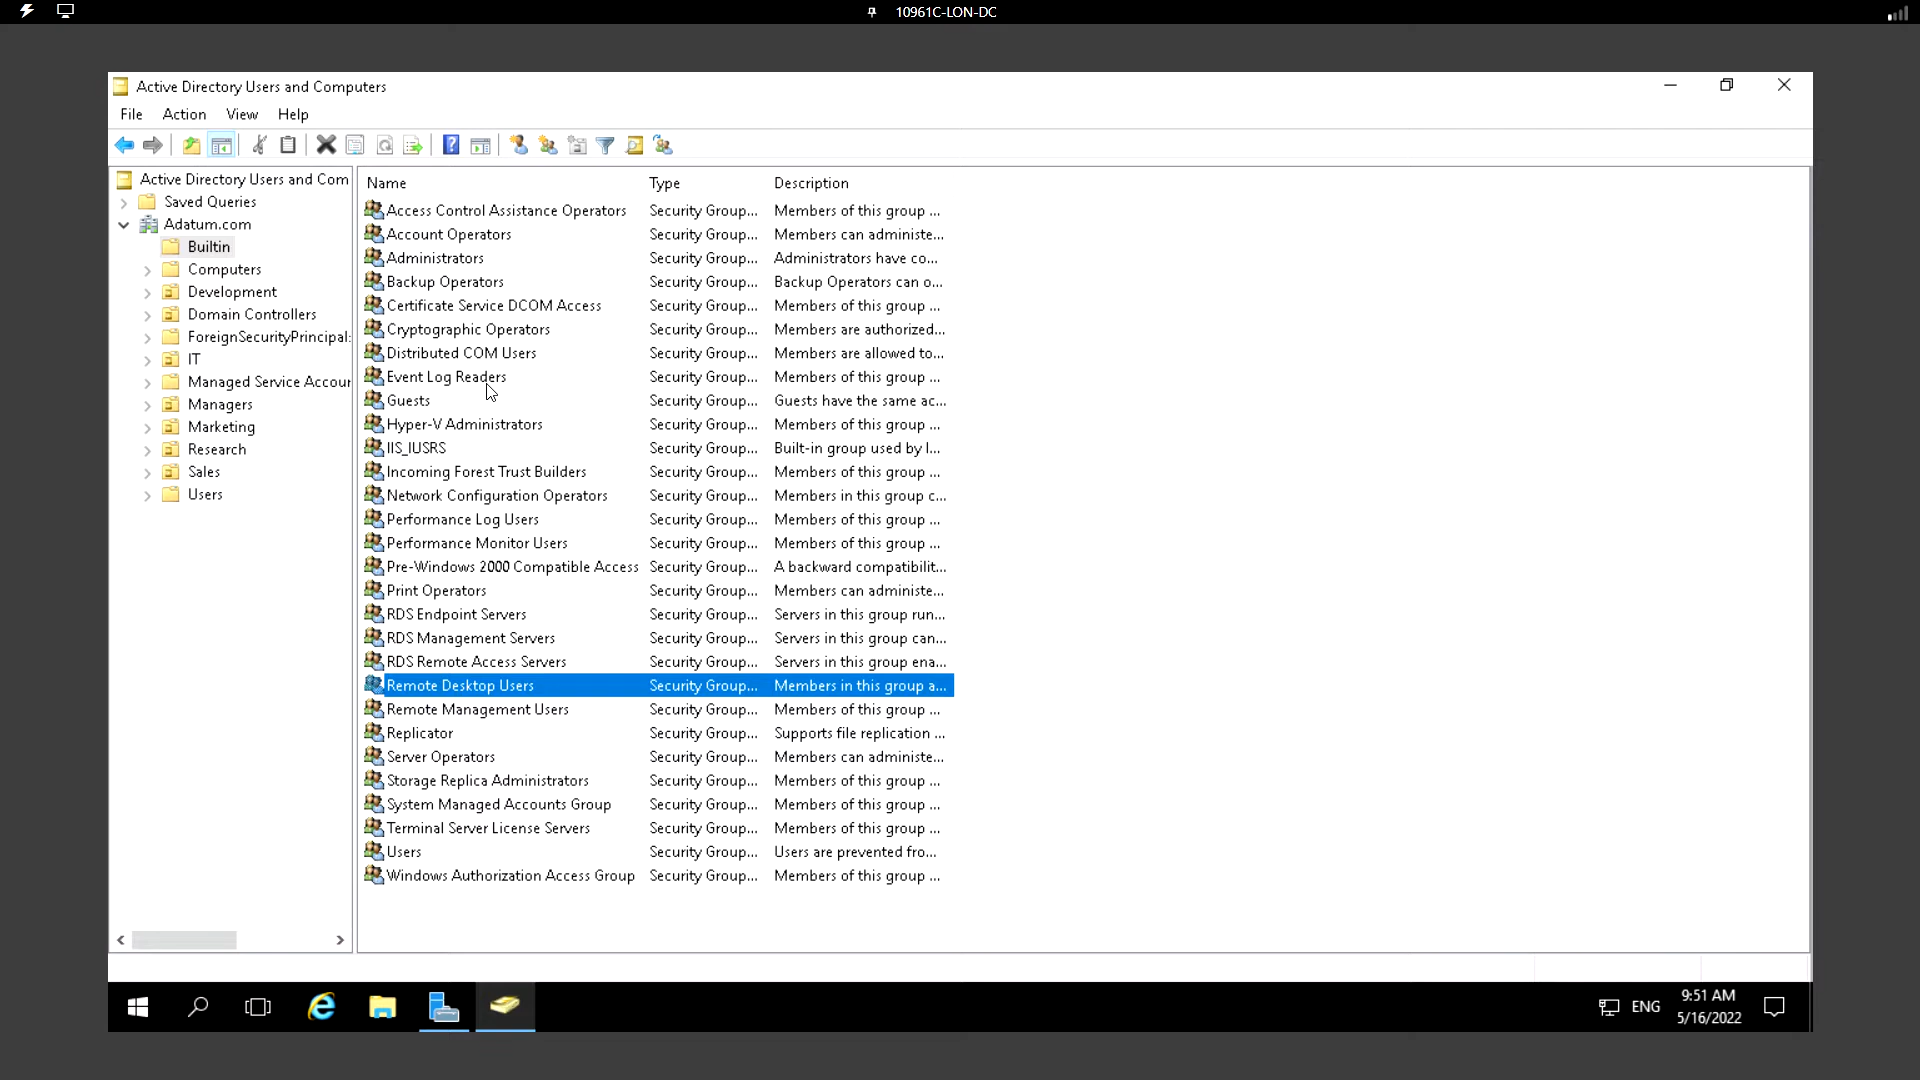 10961C-LON-DC
Active Directory Users and Computers
File Action View Help
Active Directory Users and Com
Saved Queries
Adatum.com
Builtin
Computers
Development
Domain Controllers
ForeignSecurityPrincipal:
IT
Managed Service Accour
Managers
Marketing
Research
Sales
Users
Name Type Description
Access Control Assistance Operators Security Group... Members of this group ...
Account Operators Security Group... Members can administe...
Administrators Security Group... Administrators have co...
Backup Operators Security Group... Backup Operators can o...
Certificate Service DCOM Access Security Group... Members of this group ...
Cryptographic Operators Security Group... Members are authorized...
Distributed COM Users Security Group... Members are allowed to...
Event Log Readers Security Group... Members of this group ...
Guests Security Group... Guests have the same ac...
Hyper-V Administrators Security Group... Members of this group ...
IIS_IUSRS Security Group... Built-in group used by I...
Incoming Forest Trust Builders Security Group... Members of this group ...
Network Configuration Operators Security Group... Members in this group c...
Performance Log Users Security Group... Members of this group ...
Performance Monitor Users Security Group... Members of this group ...
Pre-Windows 2000 Compatible Access Security Group... A backward compatibilit...
Print Operators Security Group... Members can administe...
RDS Endpoint Servers Security Group... Servers in this group run...
RDS Management Servers Security Group... Servers in this group can...
RDS Remote Access Servers Security Group... Servers in this group ena...
Remote Desktop Users Security Group... Members in this group a...
Remote Management Users Security Group... Members of this group ...
Replicator Security Group... Supports file replication ...
Server Operators Security Group... Members can administe...
Storage Replica Administrators Security Group... Members of this group ...
System Managed Accounts Group Security Group... Members of this group ...
Terminal Server License Servers Security Group... Members of this group ...
Users Security Group... Users are prevented fro...
Windows Authorization Access Group Security Group... Members of this group ...
ENG
9:51 AM
5/16/2022